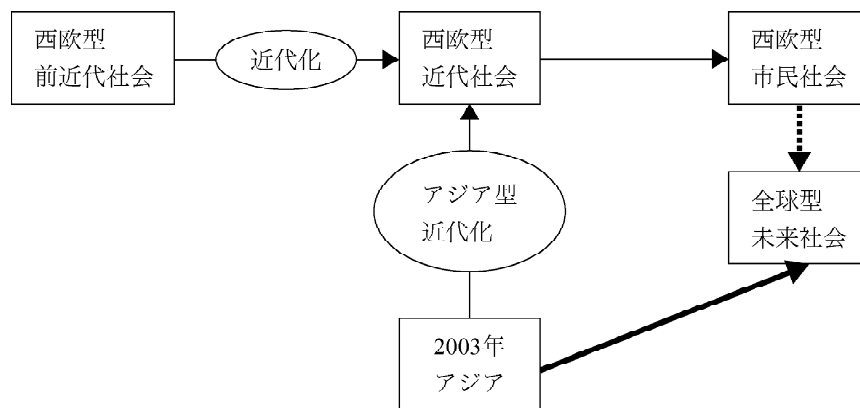 西欧型
前近代社会
近代化
西欧型
近代社会
西欧型
市民社会
アジア型
近代化
全球型
未来社会
2003年
アジア